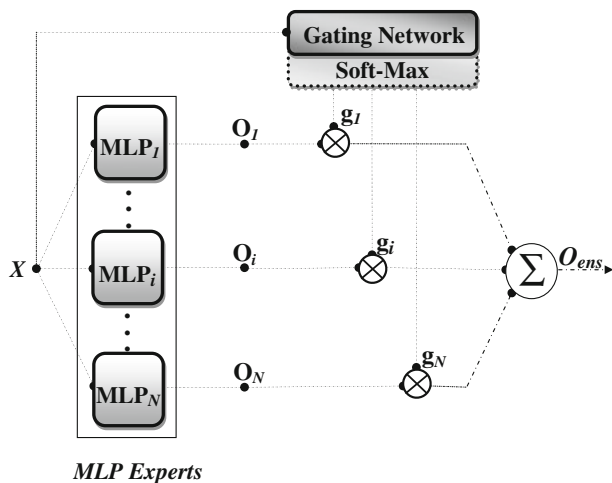 Gating Network
Soft-Max
g1
MLP1
O1
gi
X
MLPi
Oi
Σ
Oens
gN
MLPN
ON
MLP Experts